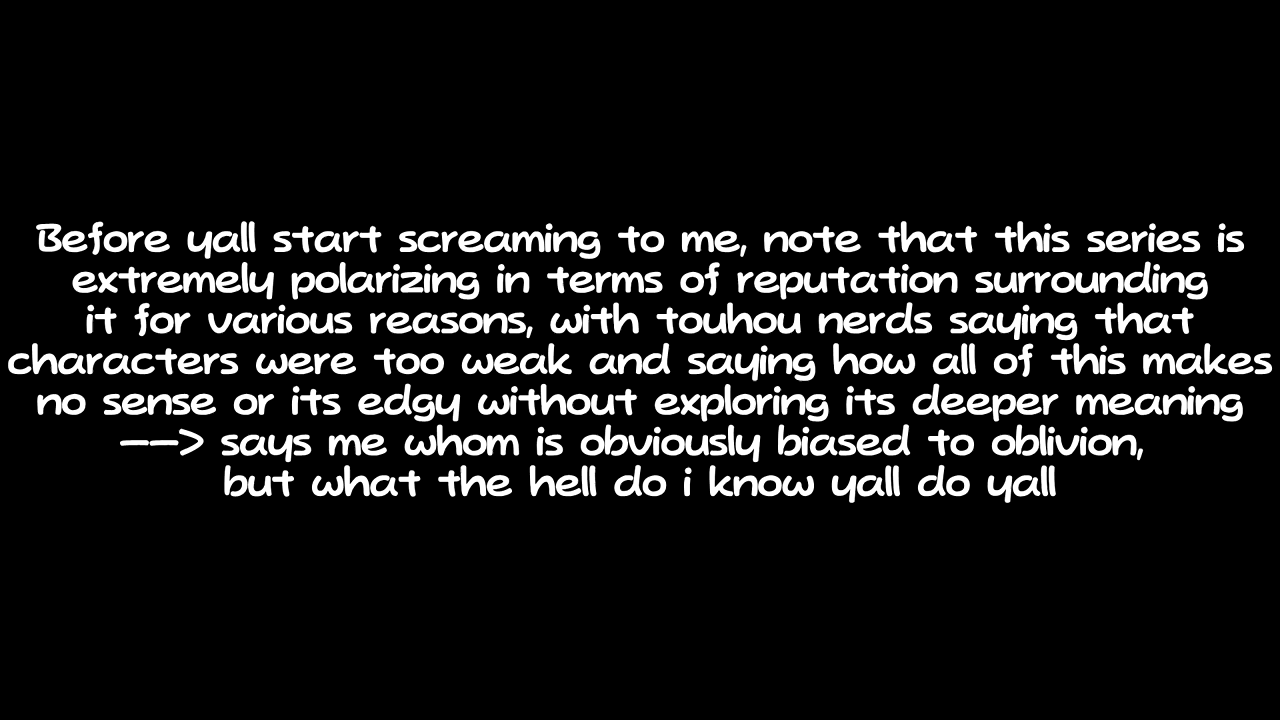 Before yall start screaming to me, note that this series is
extremely polarizing in terms of reputation surrounding
it for various reasons, with touhou nerds saying that
characters were too weak and saying how all of this makes
no sense or its edgy without exploring its deeper meaning
——> says me whom is obviously biased to oblivion,
but what the hell do i know yall do yall